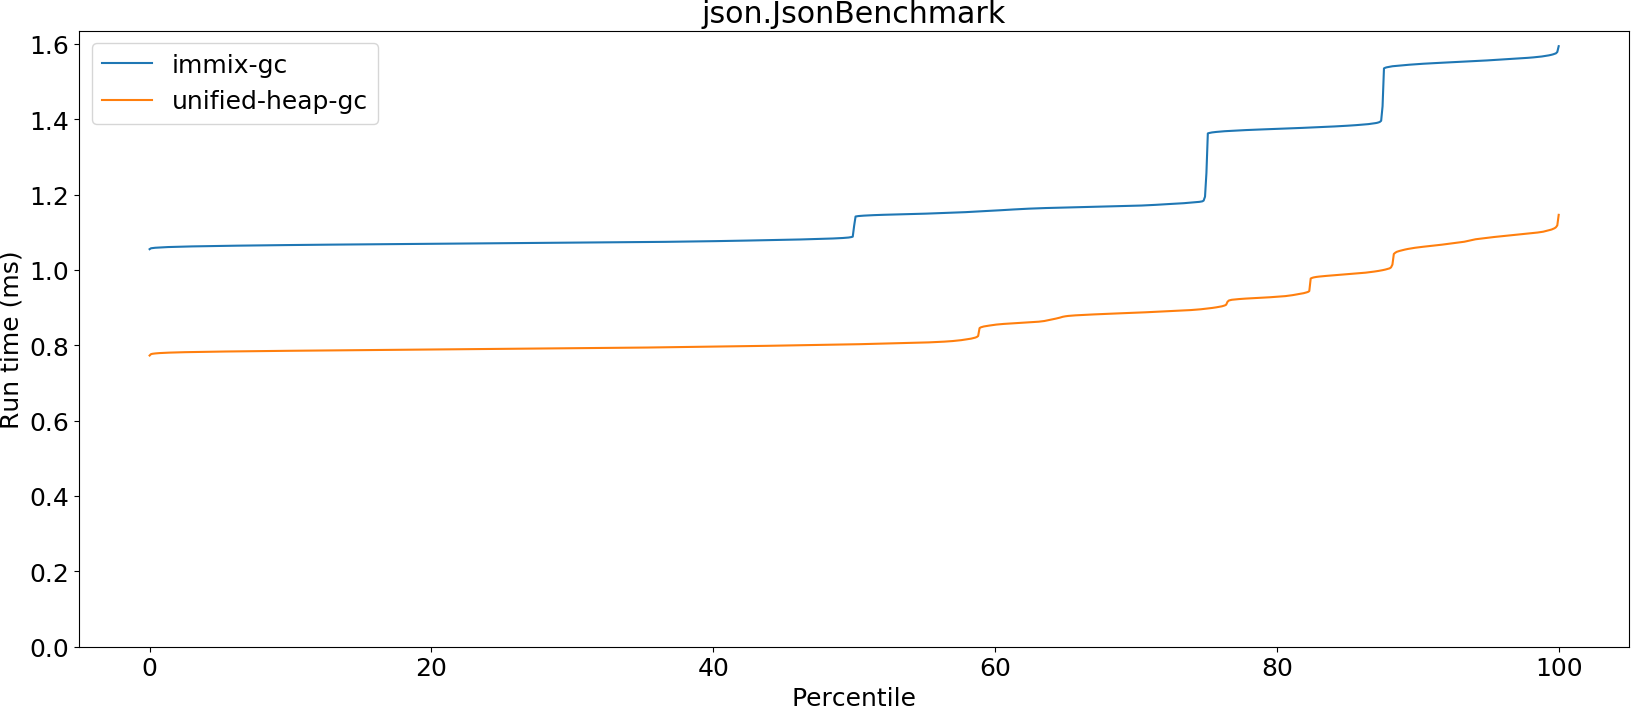 json.JsonBenchmark
immix-gc
unified-heap-gc
1.6
1.4
1.2
1.0
0.8
0.6
0.4
0.2
0.0
Run time (ms)
0 20 40 60 80 100
Percentile